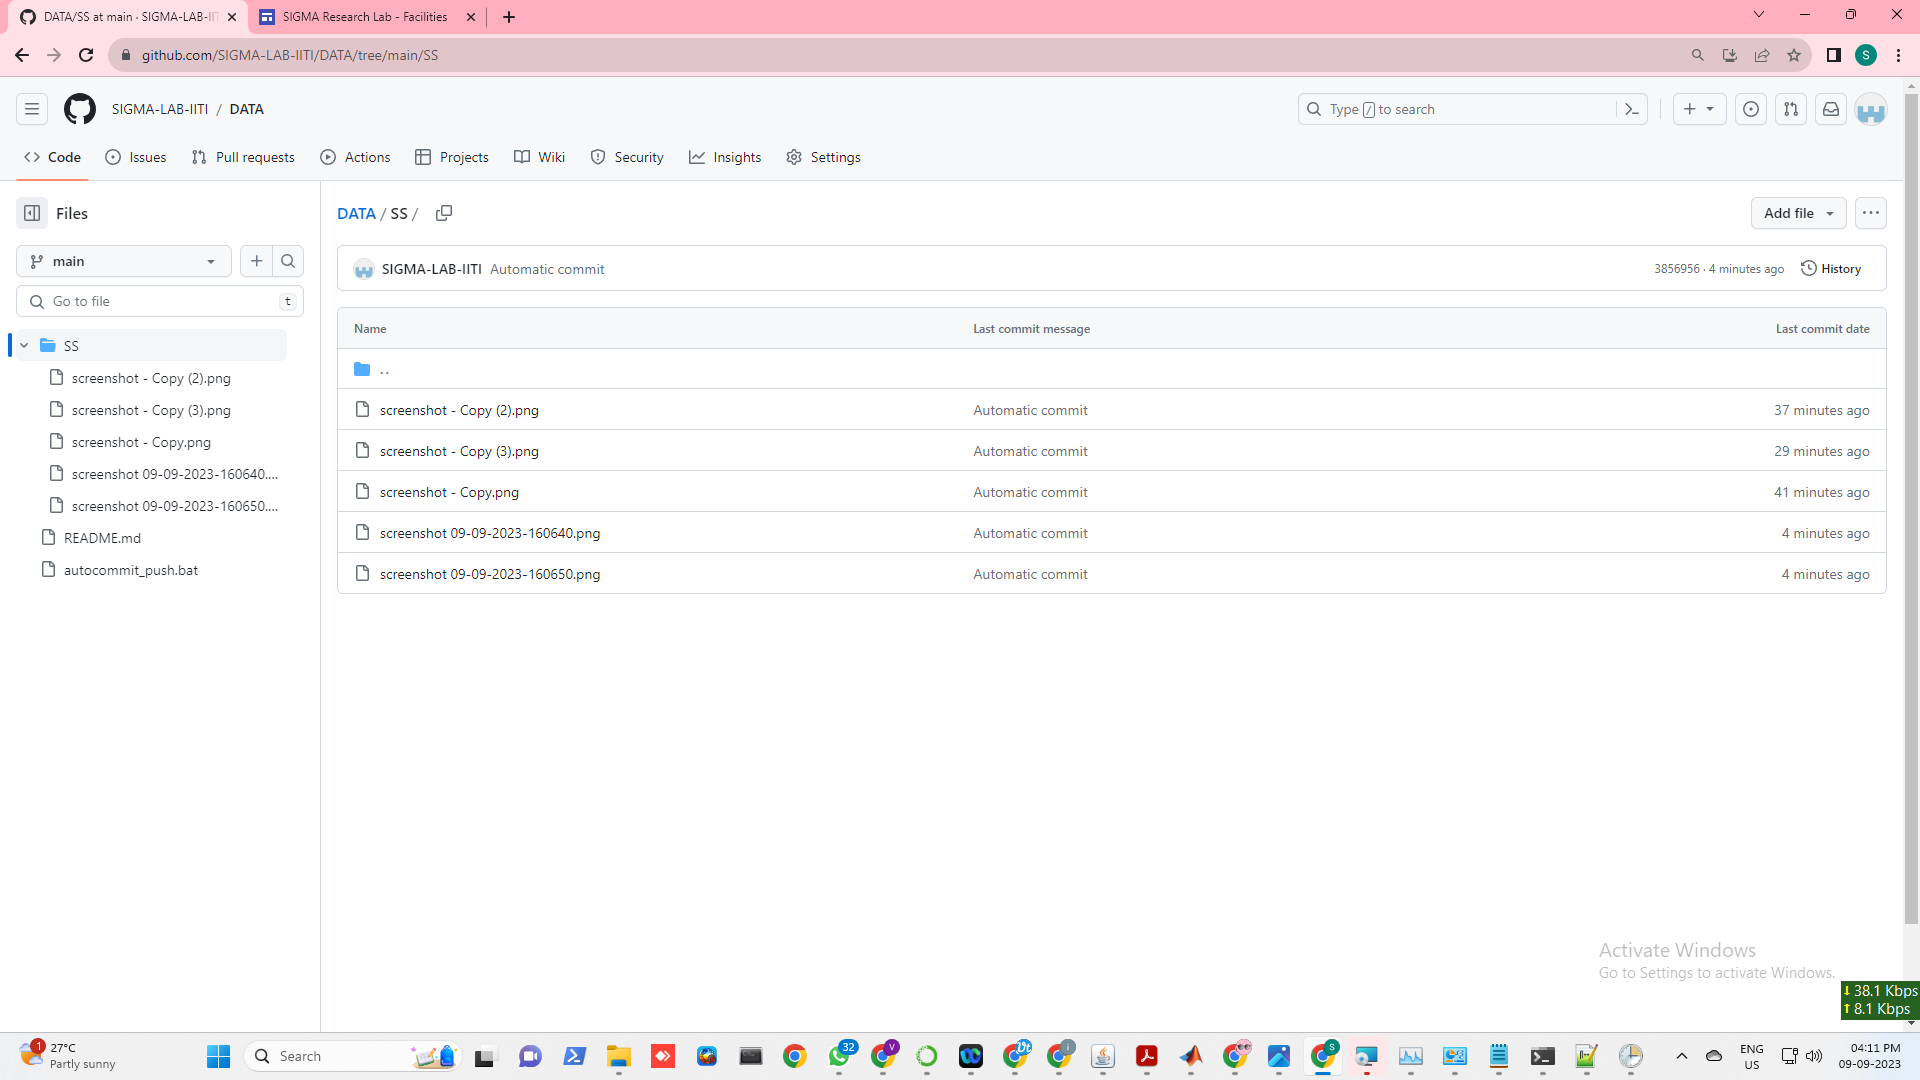 DATA/SS at main · SIGMA-LAB-IIT
SIGMA Research Lab - Facilities
github.com/SIGMA-LAB-IITI/DATA/tree/main/SS
S
SIGMA-LAB-IITI / DATA
Type / to search
Code
Issues
Pull requests
Actions
Projects
Wiki
Security
Insights
Settings
Files
DATA / SS /
Add file
main
SIGMA-LAB-IITI Automatic commit
3856956 · 4 minutes ago
History
Go to file
t
Name Last commit message Last commit date
SS
screenshot - Copy (2).png
screenshot - Copy (3).png
screenshot - Copy.png
screenshot 09-09-2023-160640....
screenshot 09-09-2023-160650....
README.md
autocommit_push.bat
..
screenshot - Copy (2).png Automatic commit 37 minutes ago
screenshot - Copy (3).png Automatic commit 29 minutes ago
screenshot - Copy.png Automatic commit 41 minutes ago
screenshot 09-09-2023-160640.png Automatic commit 4 minutes ago
screenshot 09-09-2023-160650.png Automatic commit 4 minutes ago
Activate Windows
Go to Settings to activate Windows.
38.1 Kbps
8.1 Kbps
1
27°C
Partly sunny
Search
32
V
S
ENG
US
04:11 PM
09-09-2023